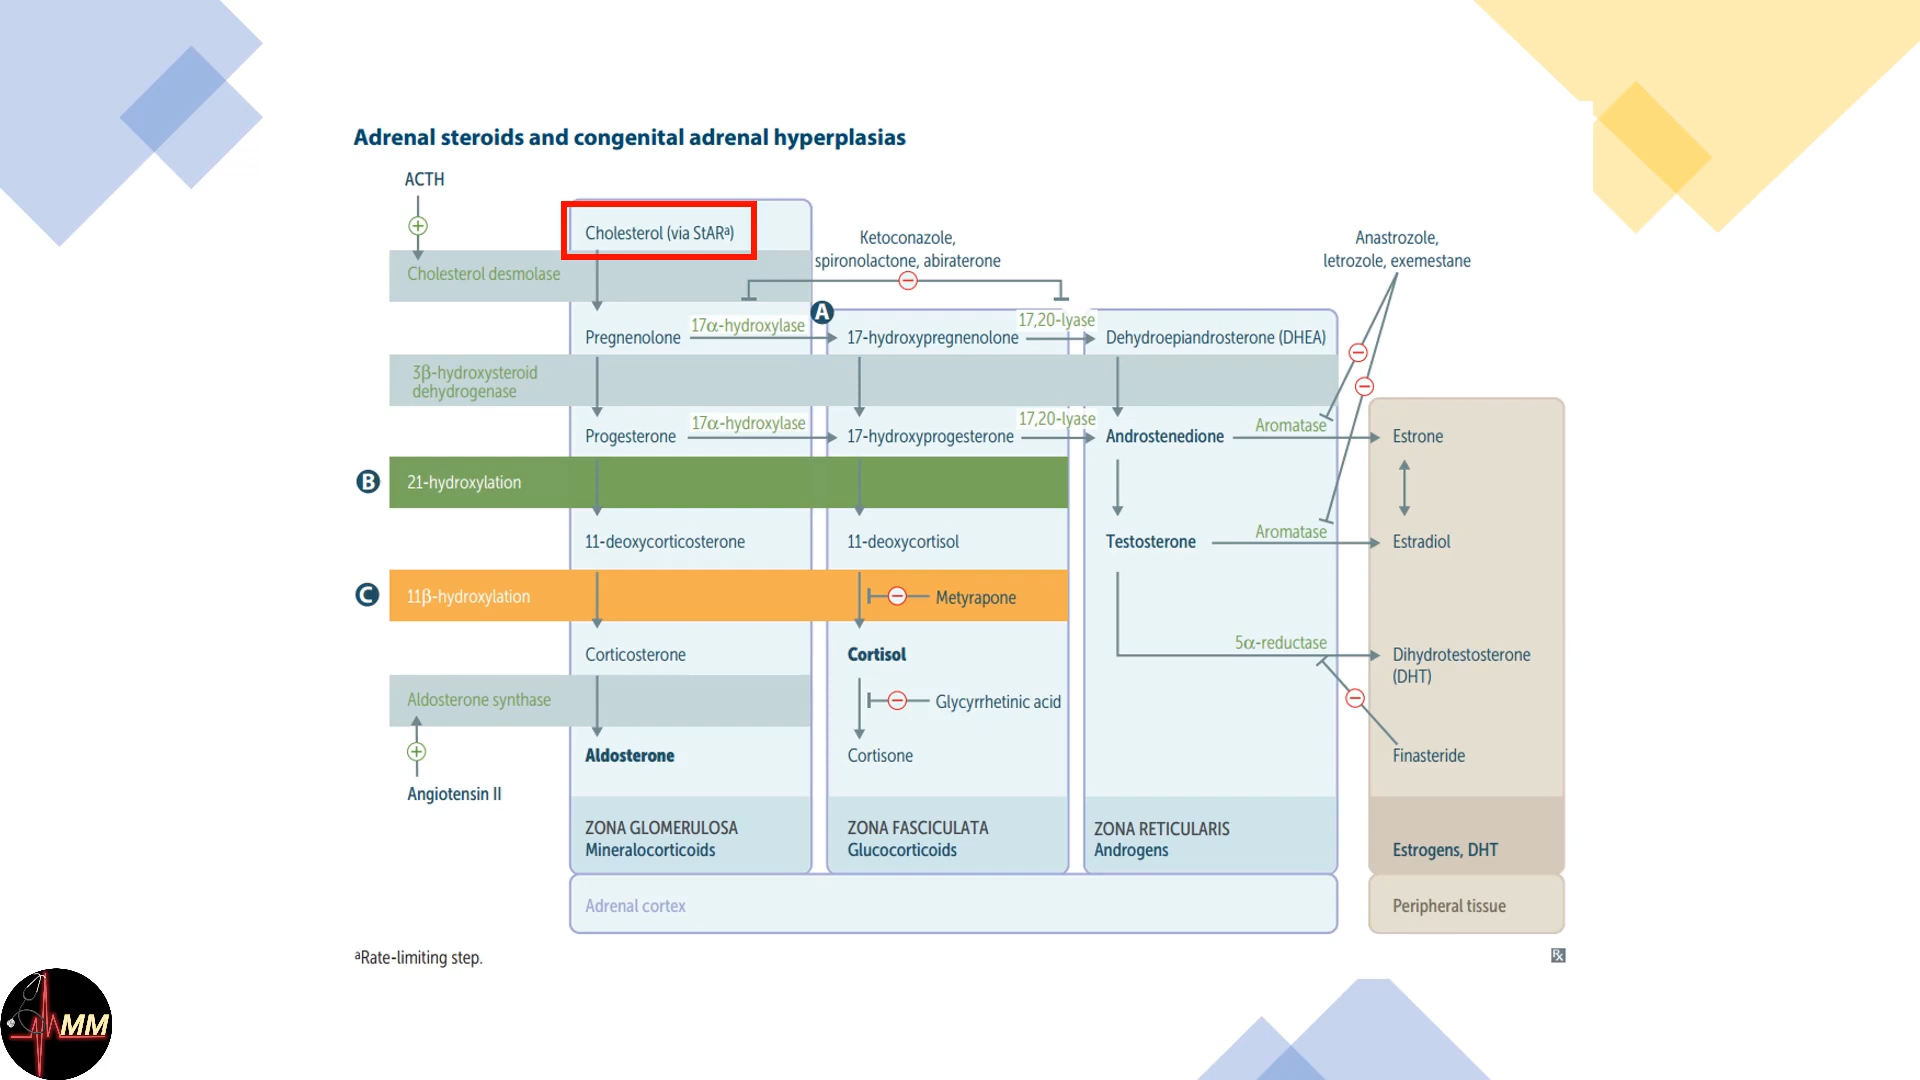 Adrenal steroids and congenital adrenal hyperplasias
ACTH
+
Cholesterol (via StARᵃ)
Cholesterol desmolase
Ketoconazole,
spironolactone, abiraterone
−
Anastrozole,
letrozole, exemestane
A
Pregnenolone
17α-hydroxylase
17-hydroxypregnenolone
17,20-lyase
Dehydroepiandrosterone (DHEA)
−
−
3β-hydroxysteroid
dehydrogenase
Progesterone
17α-hydroxylase
17-hydroxyprogesterone
17,20-lyase
Androstenedione
Aromatase
Estrone
B
21-hydroxylation
11-deoxycorticosterone
11-deoxycortisol
Testosterone
Aromatase
Estradiol
C
11β-hydroxylation
−
Metyrapone
Corticosterone
Cortisol
5α-reductase
Dihydrotestosterone
(DHT)
Aldosterone synthase
−
Glycyrrhetinic acid
−
+
Aldosterone
Cortisone
Finasteride
Angiotensin II
ZONA GLOMERULOSA
Mineralocorticoids
ZONA FASCICULATA
Glucocorticoids
ZONA RETICULARIS
Androgens
Estrogens, DHT
Adrenal cortex
Peripheral tissue
ᵃRate-limiting step.
Rx
MM